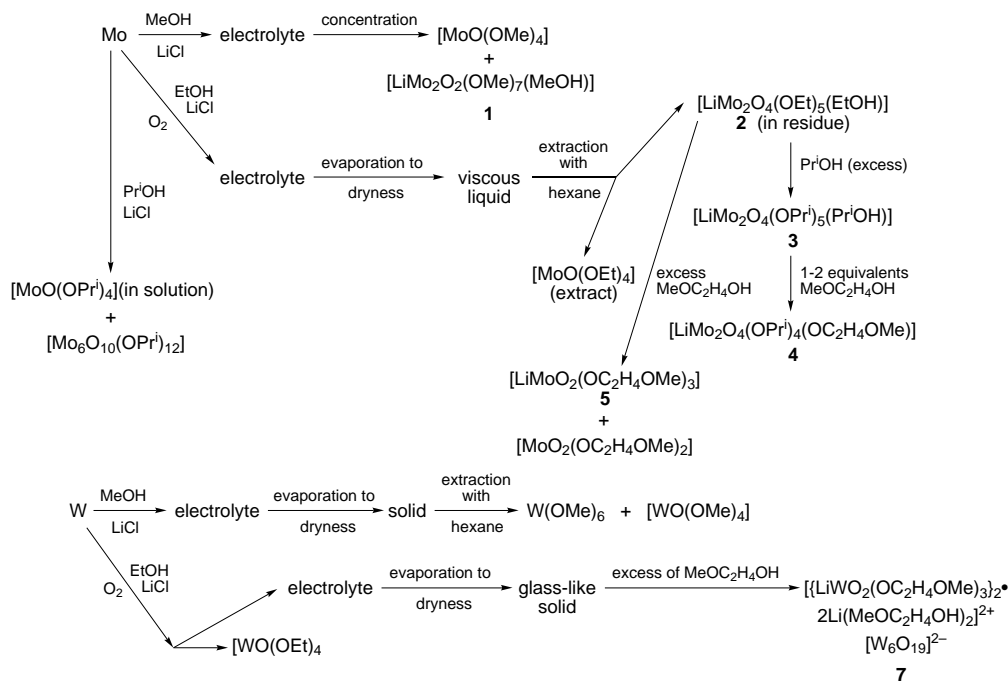 Mo
MeOH
LiCl
electrolyte
concentration
[MoO(OMe)₄]
+
[LiMo₂O₂(OMe)₇(MeOH)]
1
EtOH
LiCl
O₂
electrolyte
evaporation to
dryness
viscous
liquid
extraction
with
hexane
[LiMo₂O₄(OEt)₅(EtOH)]
2 (in residue)
PrⁱOH (excess)
[LiMo₂O₄(OPrⁱ)₅(PrⁱOH)]
3
1-2 equivalents
MeOC₂H₄OH
[LiMo₂O₄(OPrⁱ)₄(OC₂H₄OMe)]
4
[MoO(OEt)₄]
(extract)
excess
MeOC₂H₄OH
[LiMoO₂(OC₂H₄OMe)₃]
5
+
[MoO₂(OC₂H₄OMe)₂]
PrⁱOH
LiCl
[MoO(OPrⁱ)₄](in solution)
+
[Mo₆O₁₀(OPrⁱ)₁₂]
W
MeOH
LiCl
electrolyte
evaporation to
dryness
solid
extraction
with
hexane
W(OMe)₆ + [WO(OMe)₄]
EtOH
LiCl
O₂
electrolyte
evaporation to
dryness
glass-like
solid
excess of MeOC₂H₄OH
[{LiWO₂(OC₂H₄OMe)₃}₂•
2Li(MeOC₂H₄OH)₂]²⁺
[W₆O₁₉]²⁻
7
[WO(OEt)₄